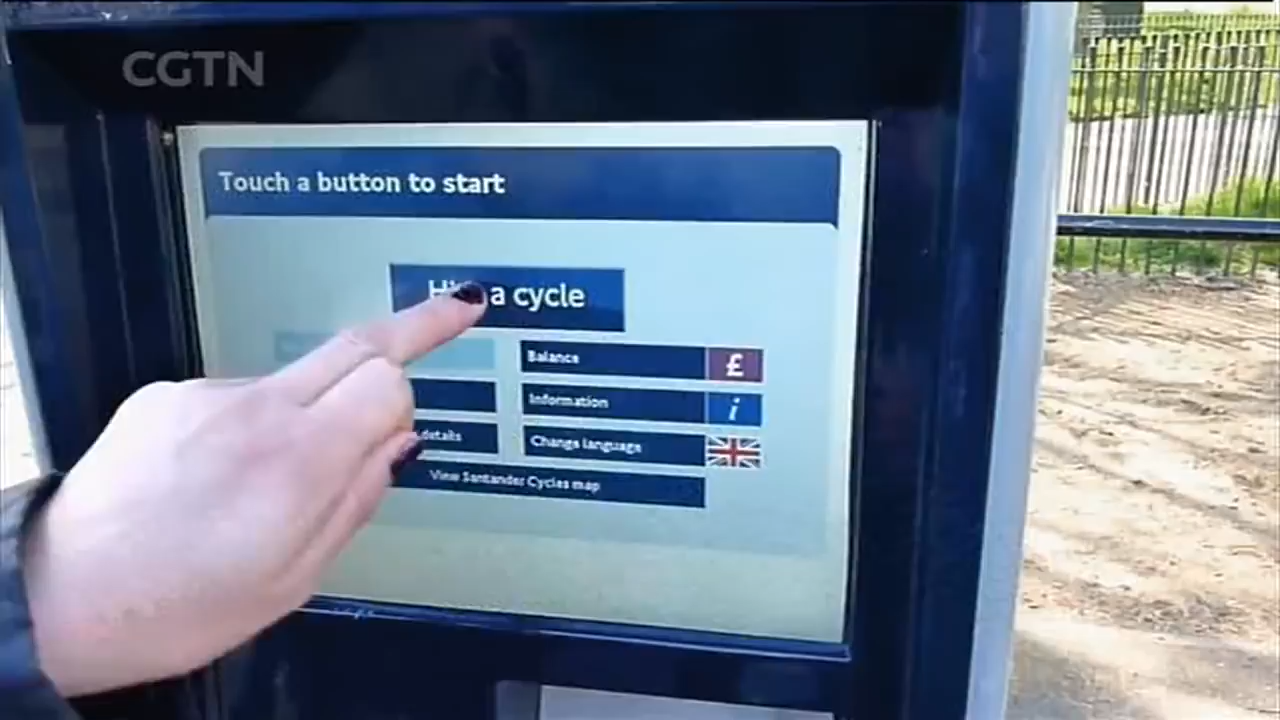 CGTN
Touch a button to start
a cycle
Balance
£
Information
i
details
Change language
View Santander Cycles map